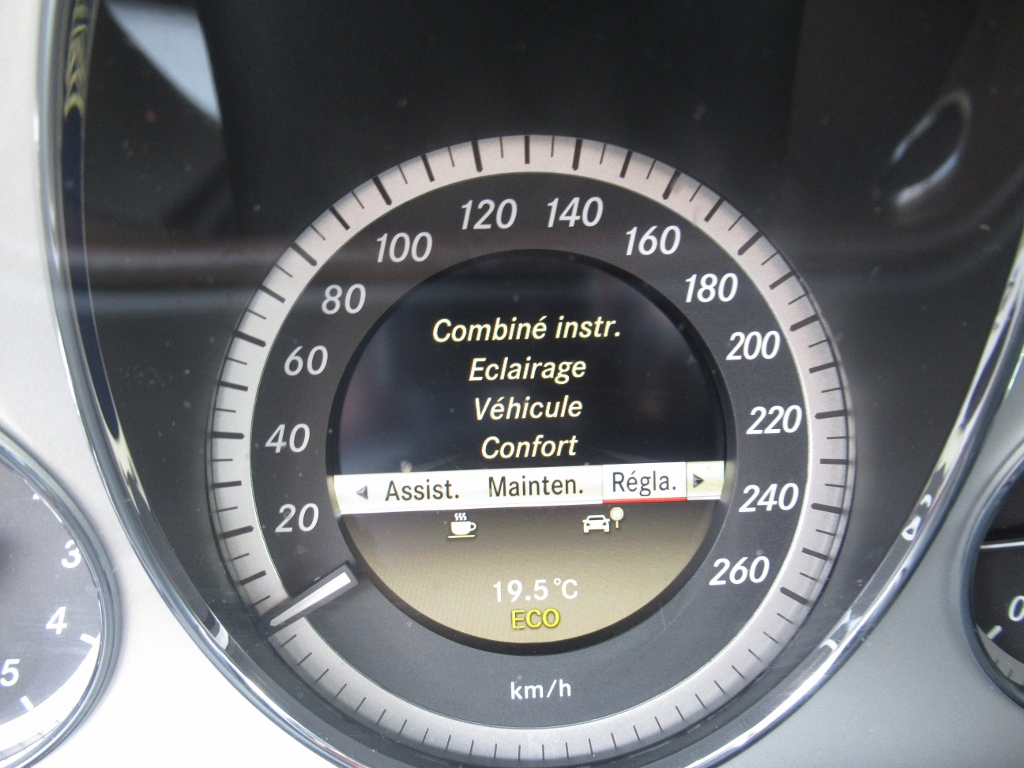 120 140
100 160
80 180
60 200
40 220
20 240
260
Combiné instr.
Eclairage
Véhicule
Confort
Assist. Mainten. Régla.
19.5°C
ECO
km/h
3
4
5
0